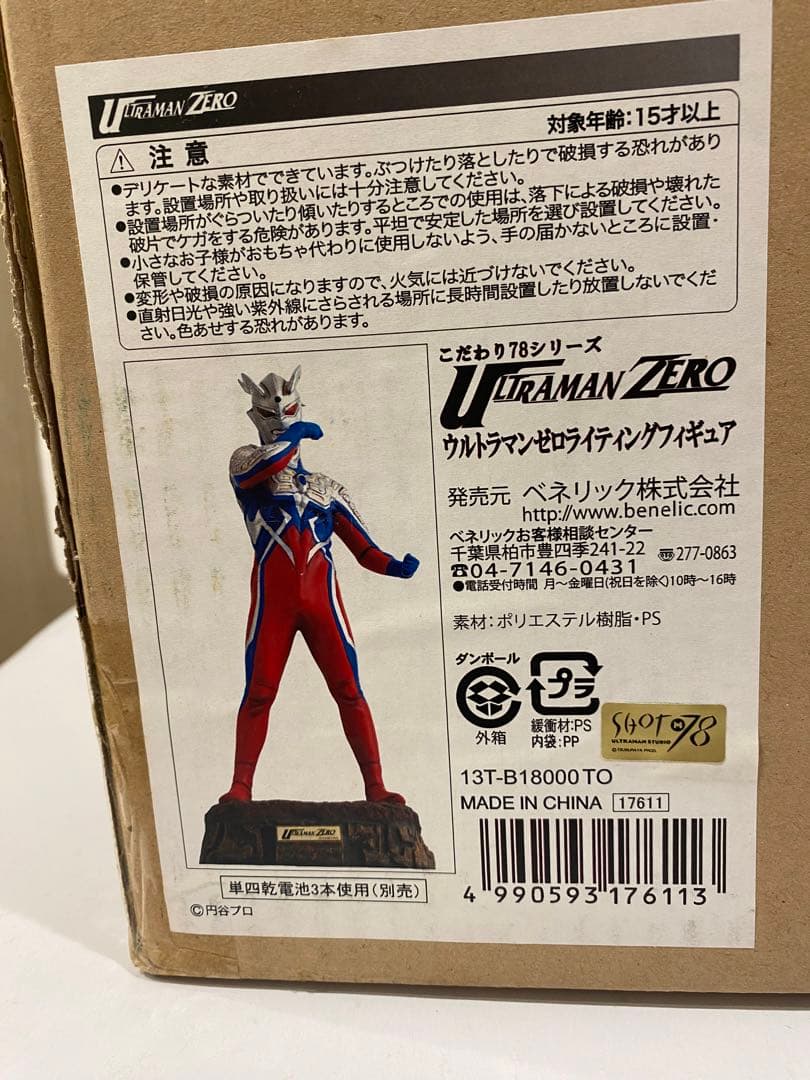 ULTRAMAN ZERO
対象年齢:15才以上
⚠ 注意
●デリケートな素材でできています。ぶつけたり落としたりで破損する恐れがあり
ます。設置場所や取り扱いには十分注意してください。
●設置場所がぐらついたり傾いたりするところでの使用は、落下による破損や壊れた
破片でケガをする危険があります。平坦で安定した場所を選び設置してください。
●小さなお子様がおもちゃ代わりに使用しないよう、手の届かないところに設置・
保管してください。
●変形や破損の原因になりますので、火気には近づけないでください。
●直射日光や強い紫外線にさらされる場所に長時間設置したり放置しないでくだ
さい。色あせする恐れがあります。
こだわり78シリーズ
ULTRAMAN ZERO
ウルトラマンゼロライティングフィギュア
発売元 ベネリック株式会社
http://www.benelic.com
ベネリックお客様相談センター
千葉県柏市豊四季241-22 〠277-0863
☎04-7146-0431
●電話受付時間 月〜金曜日(祝日を除く)10時〜16時
素材:ポリエステル樹脂・PS
ダンボール
外箱
プラ
緩衝材:PS
内袋:PP
SHOT M78
ULTRAMAN STUDIO
©TSUBURAYA PROD.
13T-B18000 TO
MADE IN CHINA 17611
4 990593 176113
ULTRAMAN ZERO
単四乾電池3本使用(別売)
©円谷プロ